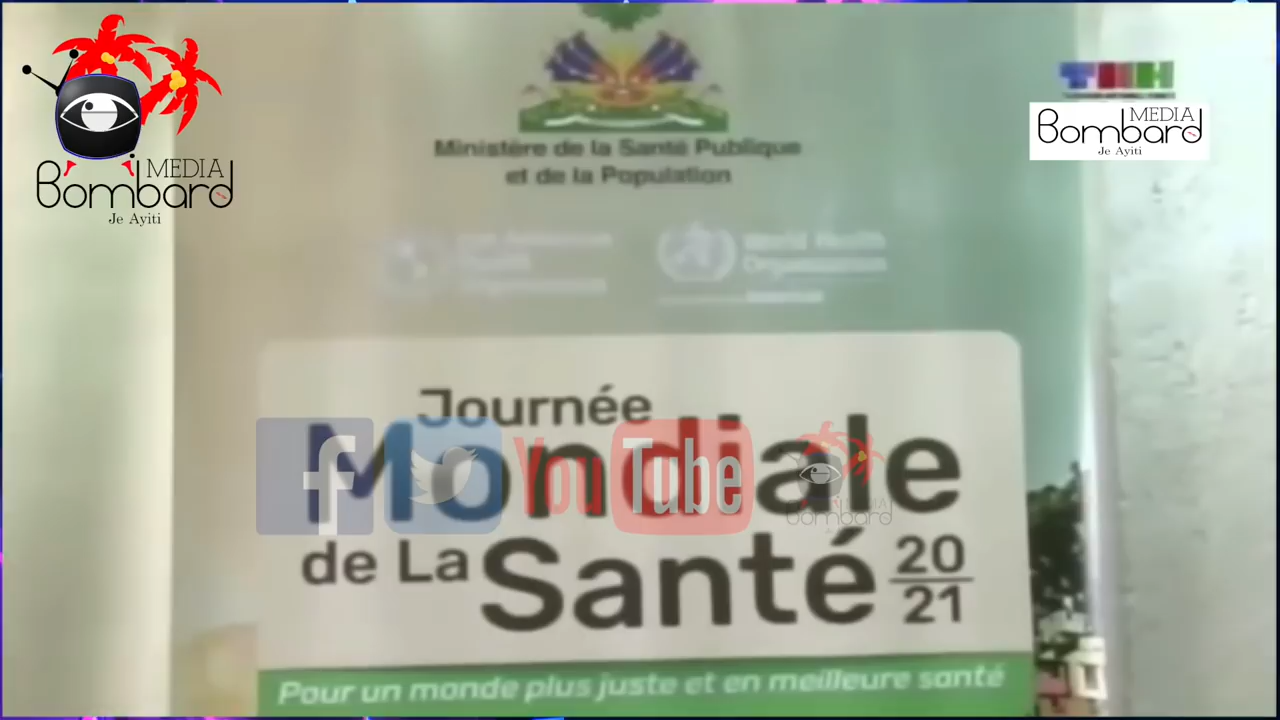 MEDIA
Bombard
Je Ayiti
MEDIA
Bombard
Je Ayiti
Ministère de la Santé Publique
et de la Population
World Health
Organization
Journée
Mondiale
de La Santé 20
21
Pour un monde plus juste et en meilleure santé
f
YouTube
Bombard